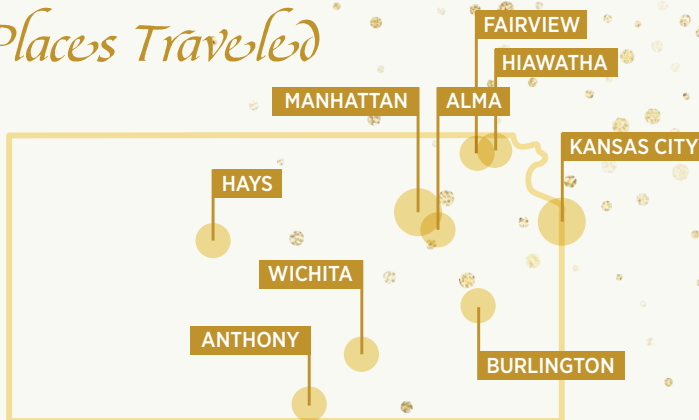 Places Traveled
FAIRVIEW
HIAWATHA
MANHATTAN
ALMA
KANSAS CITY
HAYS
WICHITA
ANTHONY
BURLINGTON